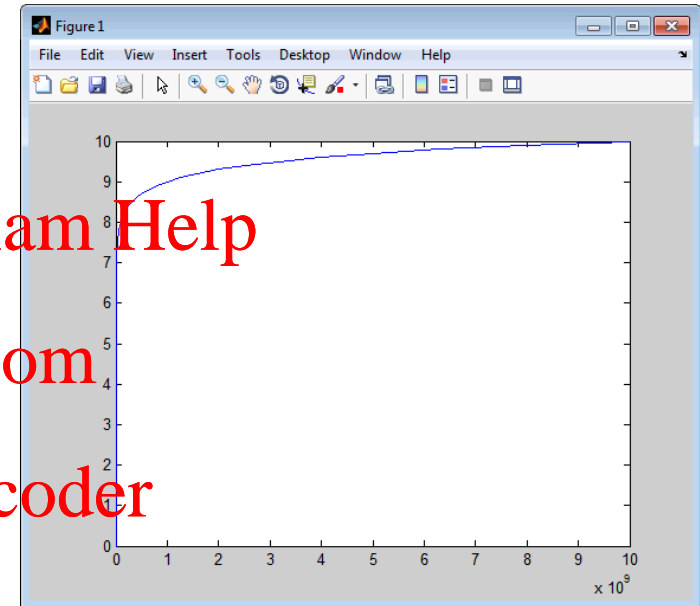 Figure 1
File Edit View Insert Tools Desktop Window Help
10
9
8
7
6
5
4
3
2
1
0
0 1 2 3 4 5 6 7 8 9 10
x 10^9
am Help
om
coder